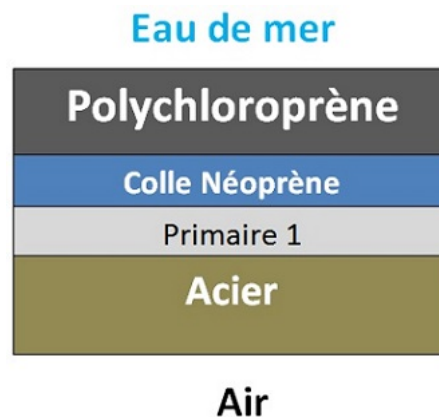 Eau de mer
Polychloroprène
Colle Néoprène
Primaire 1
Acier
Air